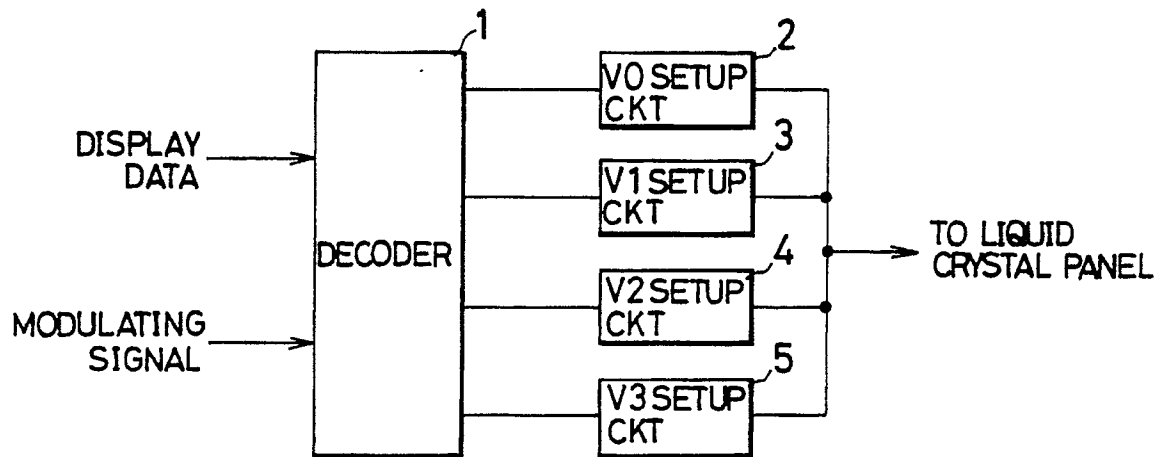 1
DISPLAY
DATA
MODULATING
SIGNAL
DECODER
2
V0 SETUP
CKT
3
V1 SETUP
CKT
4
V2 SETUP
CKT
5
V3 SETUP
CKT
TO LIQUID
CRYSTAL PANEL